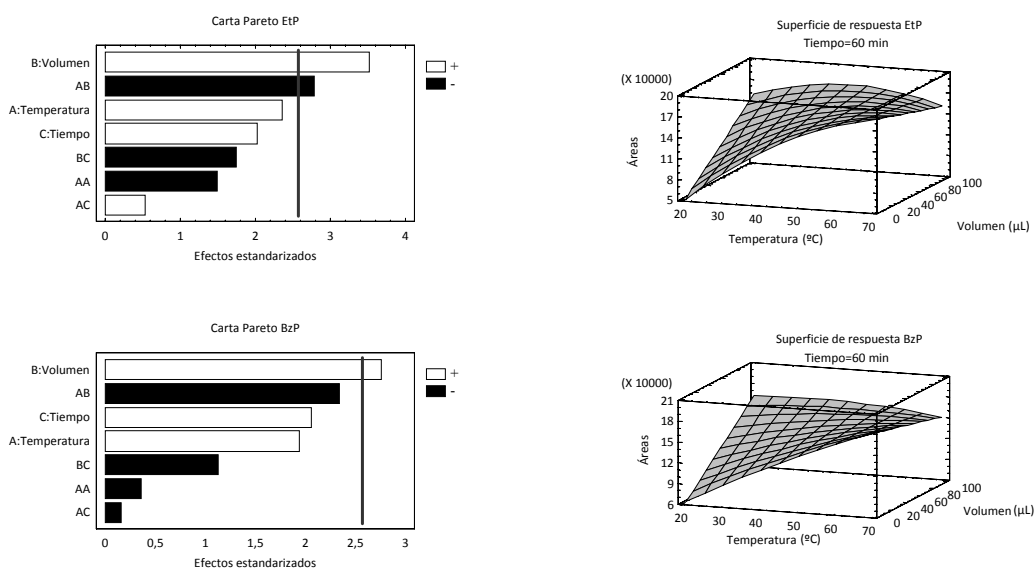 Carta Pareto EtP
B:Volumen
AB
A:Temperatura
C:Tiempo
BC
AA
AC
0 1 2 3 4
Efectos estandarizados
+
-
Superficie de respuesta EtP
Tiempo=60 min
(X 10000)
20
17
14
11
8
5
Áreas
20 30 40 50 60 70
Temperatura (ºC)
0 20 40 60 80 100
Volumen (µL)
Carta Pareto BzP
B:Volumen
AB
C:Tiempo
A:Temperatura
BC
AA
AC
0 0,5 1 1,5 2 2,5 3
Efectos estandarizados
+
-
Superficie de respuesta BzP
Tiempo=60 min
(X 10000)
21
18
15
12
9
6
Áreas
20 30 40 50 60 70
Temperatura (ºC)
0 20 40 60 80 100
Volumen (µL)